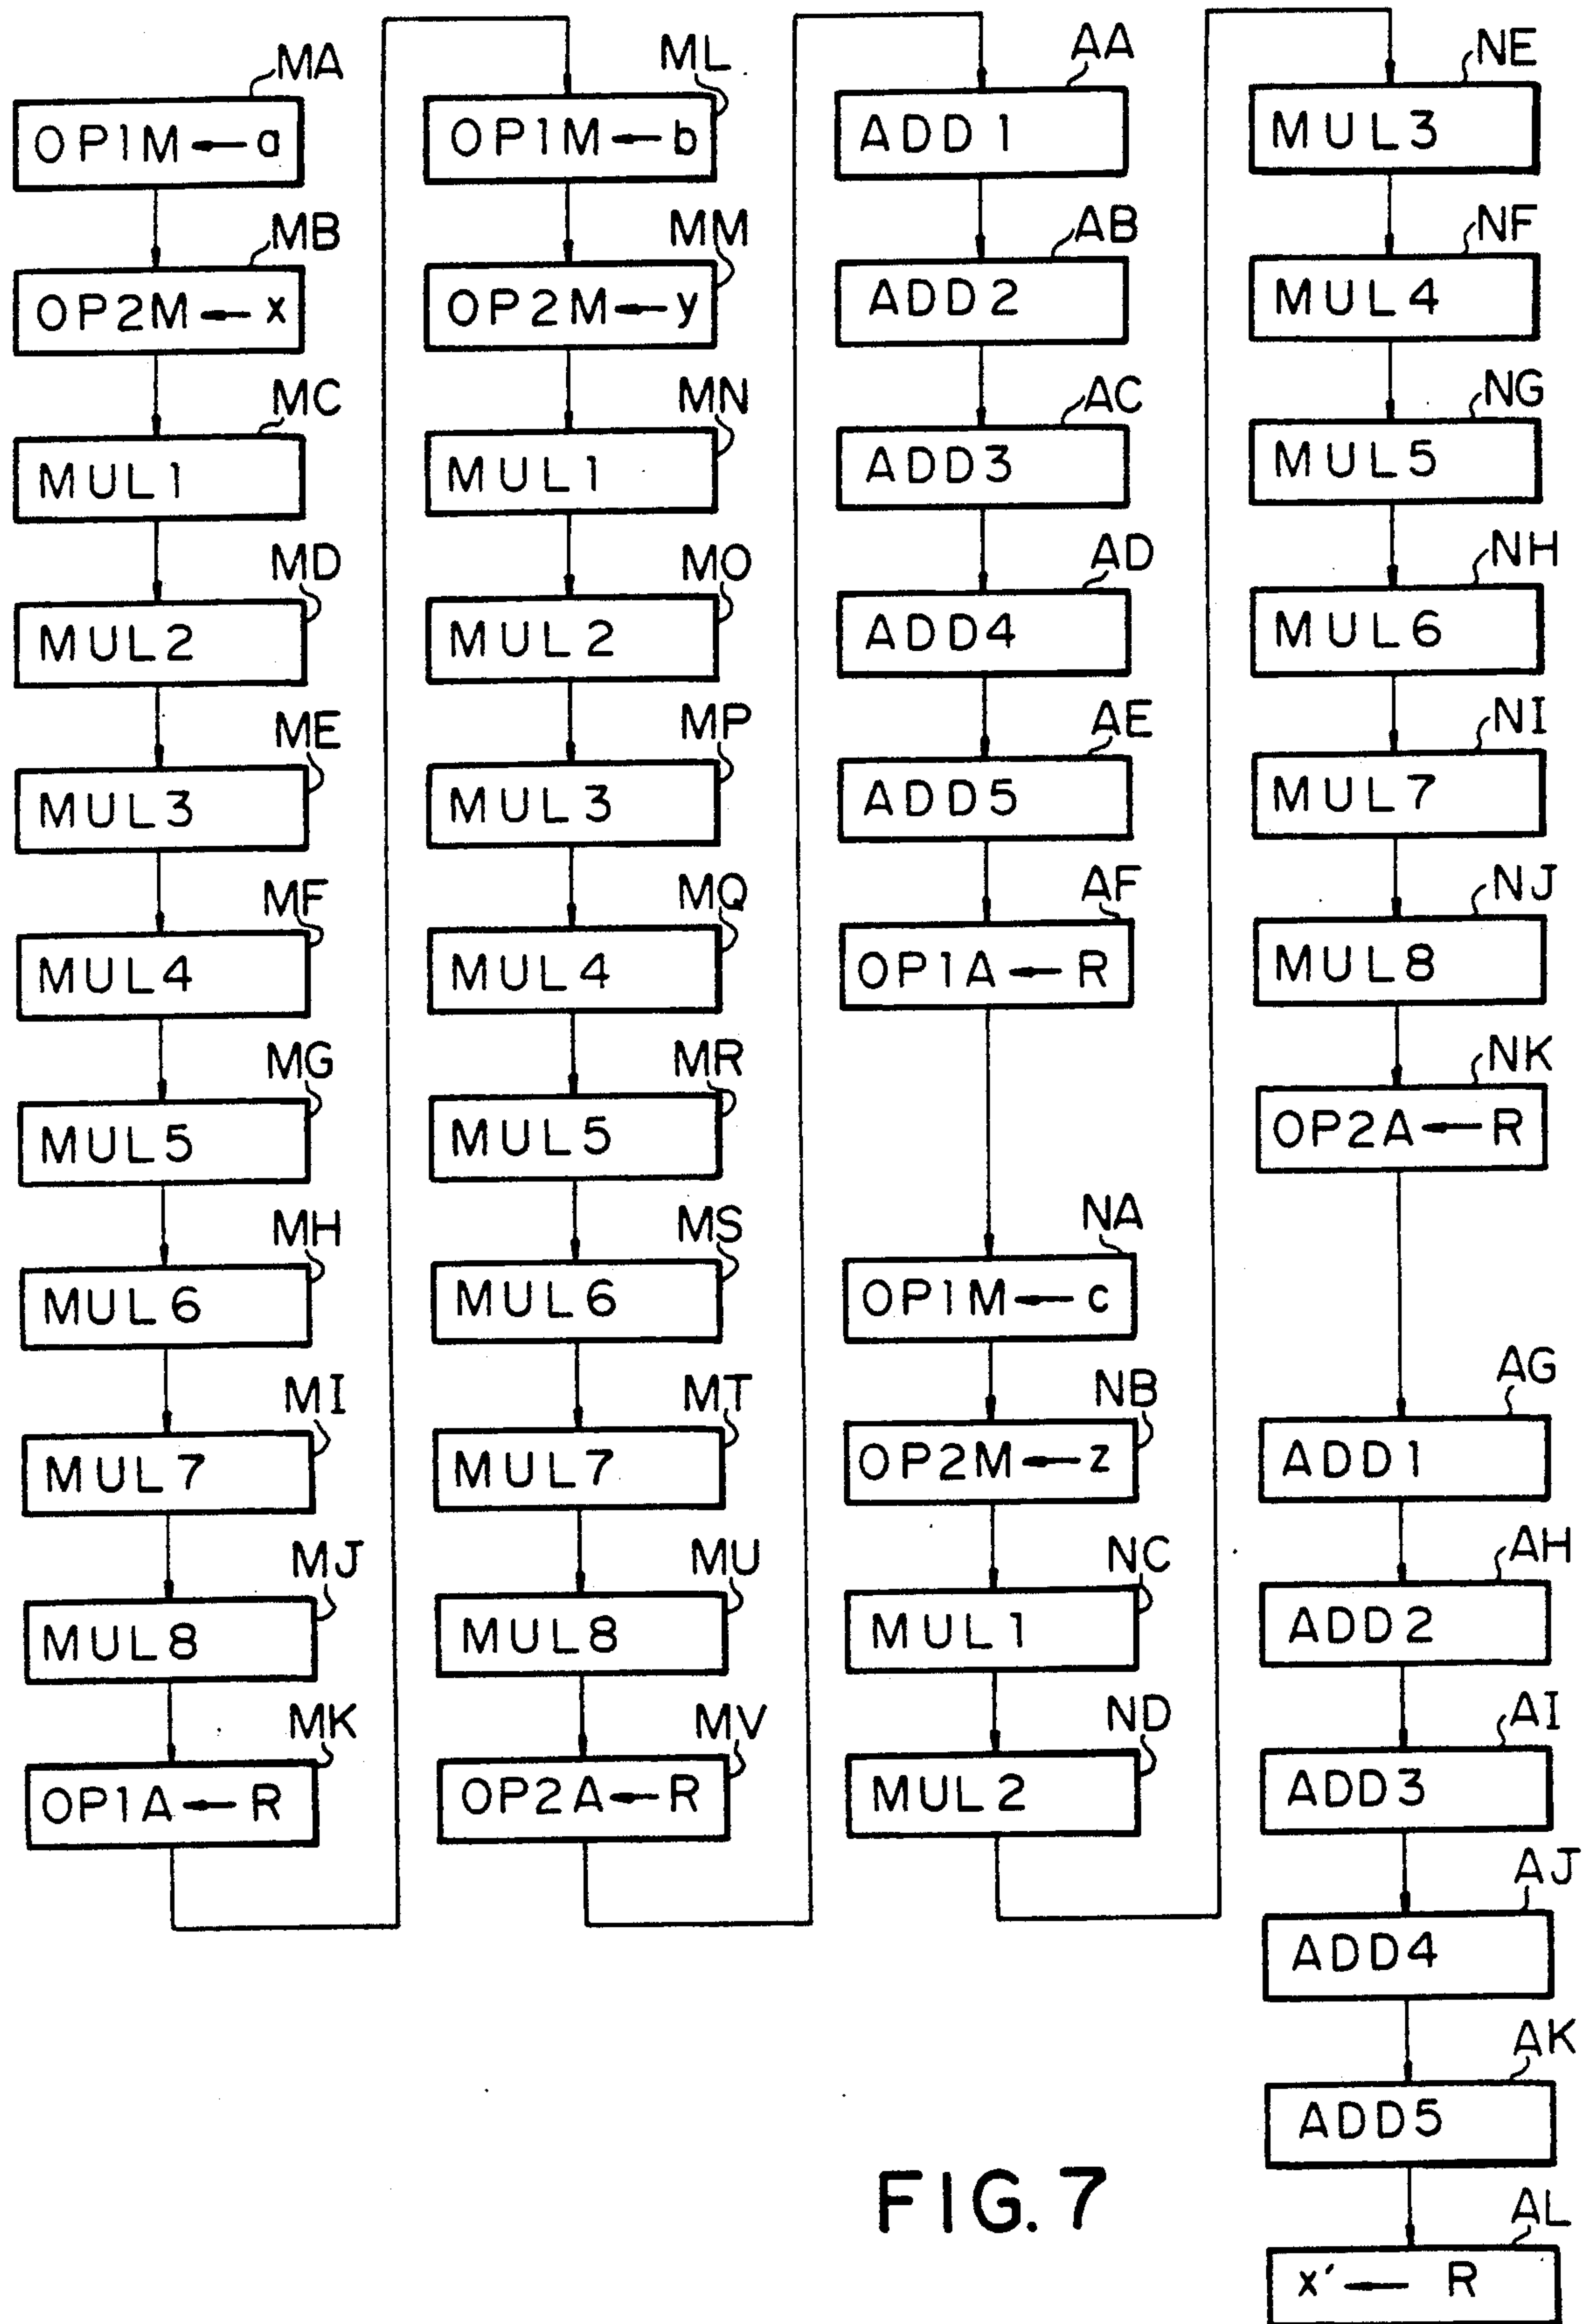 MA
OP1M ← a
MB
OP2M ← x
MC
MUL1
MD
MUL2
ME
MUL3
MF
MUL4
MG
MUL5
MH
MUL6
MI
MUL7
MJ
MUL8
MK
OP1A ← R
ML
OP1M ← b
MM
OP2M ← y
MN
MUL1
MO
MUL2
MP
MUL3
MQ
MUL4
MR
MUL5
MS
MUL6
MT
MUL7
MU
MUL8
MV
OP2A ← R
AA
ADD1
AB
ADD2
AC
ADD3
AD
ADD4
AE
ADD5
AF
OP1A ← R
NA
OP1M ← c
NB
OP2M ← z
NC
MUL1
ND
MUL2
NE
MUL3
NF
MUL4
NG
MUL5
NH
MUL6
NI
MUL7
NJ
MUL8
NK
OP2A ← R
AG
ADD1
AH
ADD2
AI
ADD3
AJ
ADD4
AK
ADD5
AL
x' ← R
FIG. 7